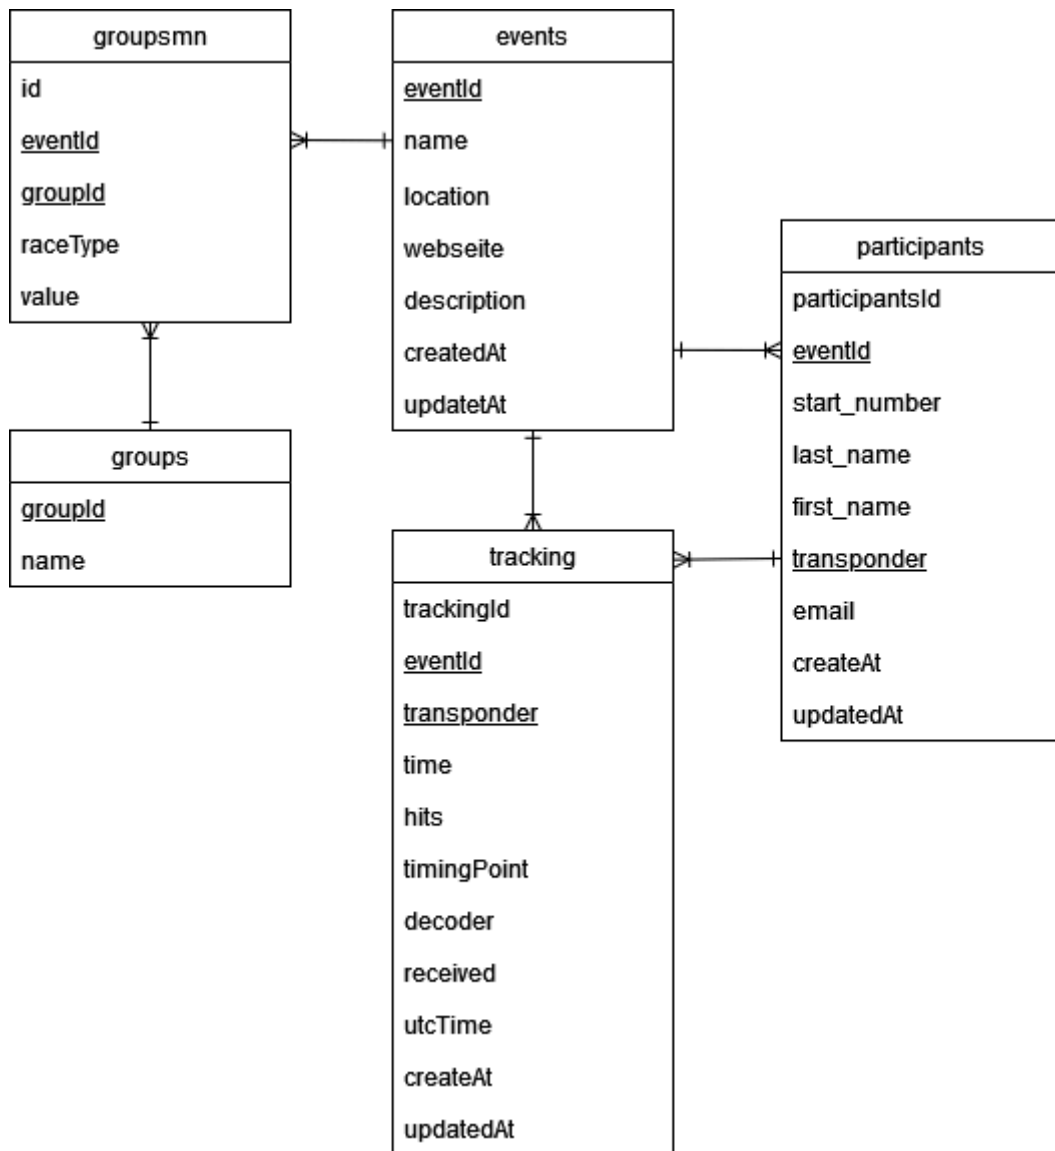 groupsmn
id
eventId
groupId
raceType
value
groups
groupId
name
events
eventId
name
location
webseite
description
createdAt
updatetAt
tracking
trackingId
eventId
transponder
time
hits
timingPoint
decoder
received
utcTime
createAt
updatedAt
participants
participantsId
eventId
start_number
last_name
first_name
transponder
email
createAt
updatedAt